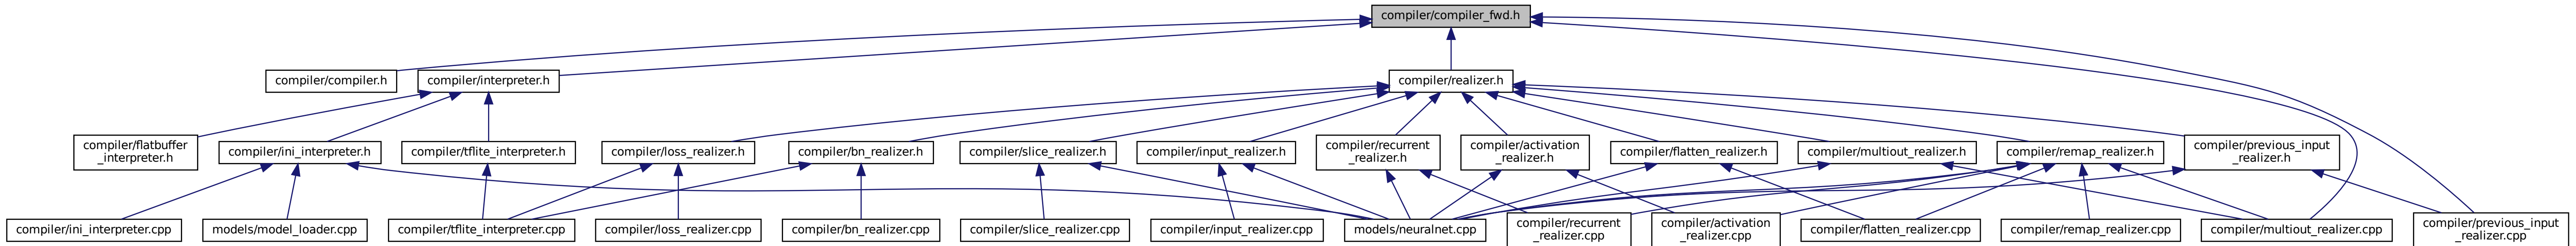 compiler/compiler_fwd.h
compiler/compiler.h
compiler/interpreter.h
compiler/realizer.h
compiler/flatbuffer
_interpreter.h
compiler/ini_interpreter.h
compiler/tflite_interpreter.h
compiler/loss_realizer.h
compiler/bn_realizer.h
compiler/slice_realizer.h
compiler/input_realizer.h
compiler/recurrent
_realizer.h
compiler/activation
_realizer.h
compiler/flatten_realizer.h
compiler/multiout_realizer.h
compiler/remap_realizer.h
compiler/previous_input
_realizer.h
compiler/ini_interpreter.cpp
models/model_loader.cpp
compiler/tflite_interpreter.cpp
compiler/loss_realizer.cpp
compiler/bn_realizer.cpp
compiler/slice_realizer.cpp
compiler/input_realizer.cpp
models/neuralnet.cpp
compiler/recurrent
_realizer.cpp
compiler/activation
_realizer.cpp
compiler/flatten_realizer.cpp
compiler/remap_realizer.cpp
compiler/multiout_realizer.cpp
compiler/previous_input
_realizer.cpp